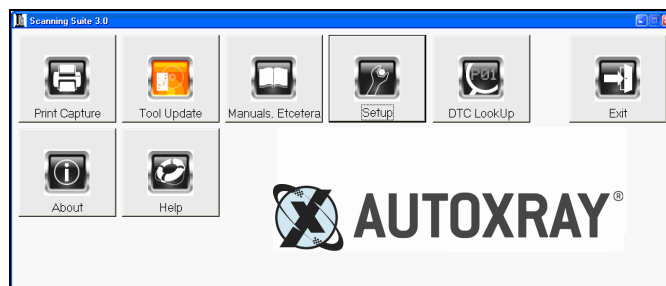 Scanning Suite 3.0
Print Capture
Tool Update
Manuals, Etcetera
Setup
DTC LookUp
Exit
About
Help
P01
AUTOXRAY®